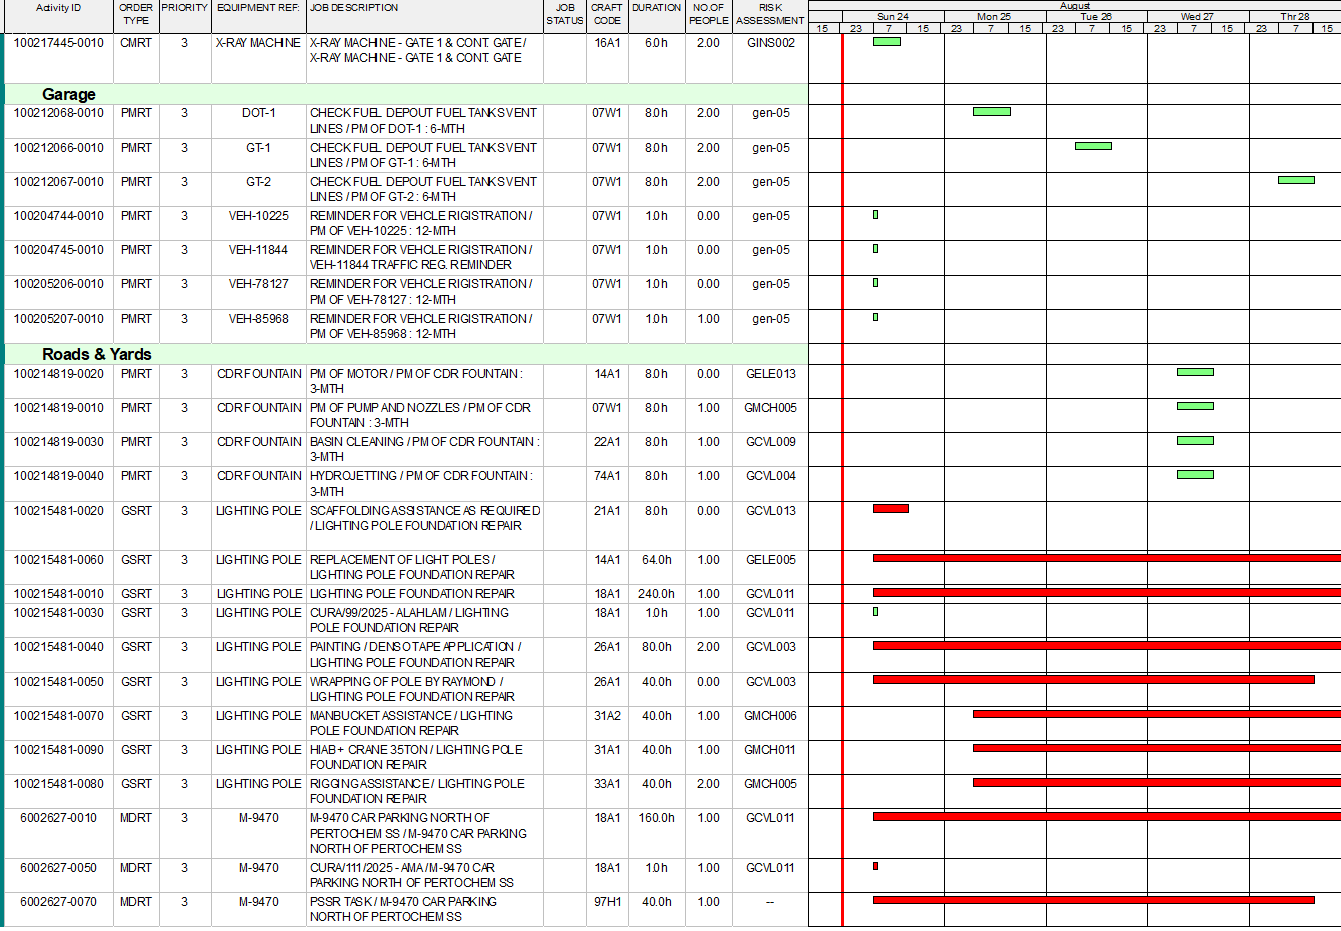 Activity ID ORDER TYPE PRIORITY EQUIPMENT REF: JOB DESCRIPTION JOB STATUS CRAFT CODE DURATION NO.OF PEOPLE RISK ASSESSMENT
August
Sun 24 Mon 25 Tue 26 Wed 27 Thr 28
15 23 7 15 23 7 15 23 7 15 23 7 15 23 7 15
100217445-0010 CMRT 3 X-RAY MACHINE X-RAY MACHINE - GATE 1 & CONT. GATE / 16A1 6.0h 2.00 GINS002
X-RAY MACHINE - GATE 1 & CONT. GATE
Garage
100212068-0010 PMRT 3 DOT-1 CHECK FUEL DEPOUT FUEL TANKS VENT 07W1 8.0h 2.00 gen-05
LINES / PM OF DOT-1 : 6-MTH
100212066-0010 PMRT 3 GT-1 CHECK FUEL DEPOUT FUEL TANKS VENT 07W1 8.0h 2.00 gen-05
LINES / PM OF GT-1 : 6-MTH
100212067-0010 PMRT 3 GT-2 CHECK FUEL DEPOUT FUEL TANKS VENT 07W1 8.0h 2.00 gen-05
LINES / PM OF GT-2 : 6-MTH
100204744-0010 PMRT 3 VEH-10225 REMINDER FOR VEHCLE RIGISTRATION / 07W1 1.0h 0.00 gen-05
PM OF VEH-10225 : 12-MTH
100204745-0010 PMRT 3 VEH-11844 REMINDER FOR VEHCLE RIGISTRATION / 07W1 1.0h 0.00 gen-05
VEH-11844 TRAFFIC REG. REMINDER
100205206-0010 PMRT 3 VEH-78127 REMINDER FOR VEHCLE RIGISTRATION / 07W1 1.0h 0.00 gen-05
PM OF VEH-78127 : 12-MTH
100205207-0010 PMRT 3 VEH-85968 REMINDER FOR VEHCLE RIGISTRATION / 07W1 1.0h 1.00 gen-05
PM OF VEH-85968 : 12-MTH
Roads & Yards
100214819-0020 PMRT 3 CDR FOUNTAIN PM OF MOTOR / PM OF CDR FOUNTAIN : 14A1 8.0h 0.00 GELE013
3-MTH
100214819-0010 PMRT 3 CDR FOUNTAIN PM OF PUMP AND NOZZLES / PM OF CDR 07W1 8.0h 1.00 GMCH005
FOUNTAIN : 3-MTH
100214819-0030 PMRT 3 CDR FOUNTAIN BASIN CLEANING / PM OF CDR FOUNTAIN : 22A1 8.0h 1.00 GCVL009
3-MTH
100214819-0040 PMRT 3 CDR FOUNTAIN HYDROJETTING / PM OF CDR FOUNTAIN : 74A1 8.0h 1.00 GCVL004
3-MTH
100215481-0020 GSRT 3 LIGHTING POLE SCAFFOLDING ASSISTANCE AS REQUIRED 21A1 8.0h 0.00 GCVL013
/ LIGHTING POLE FOUNDATION REPAIR
100215481-0060 GSRT 3 LIGHTING POLE REPLACEMENT OF LIGHT POLES / 14A1 64.0h 1.00 GELE005
LIGHTING POLE FOUNDATION REPAIR
100215481-0010 GSRT 3 LIGHTING POLE LIGHTING POLE FOUNDATION REPAIR 18A1 240.0h 1.00 GCVL011
100215481-0030 GSRT 3 LIGHTING POLE CURA/99/2025 - ALAHLAM / LIGHTING 18A1 1.0h 1.00 GCVL011
POLE FOUNDATION REPAIR
100215481-0040 GSRT 3 LIGHTING POLE PAINTING / DENSOTAPE APPLICATION / 26A1 80.0h 2.00 GCVL003
LIGHTING POLE FOUNDATION REPAIR
100215481-0050 GSRT 3 LIGHTING POLE WRAPPING OF POLE BY RAYMOND / 26A1 40.0h 0.00 GCVL003
LIGHTING POLE FOUNDATION REPAIR
100215481-0070 GSRT 3 LIGHTING POLE MANBUCKET ASSISTANCE / LIGHTING 31A2 40.0h 1.00 GMCH006
POLE FOUNDATION REPAIR
100215481-0090 GSRT 3 LIGHTING POLE HIAB + CRANE 35TON / LIGHTING POLE 31A1 40.0h 1.00 GMCH011
FOUNDATION REPAIR
100215481-0080 GSRT 3 LIGHTING POLE RIGGING ASSISTANCE / LIGHTING POLE 33A1 40.0h 2.00 GMCH005
FOUNDATION REPAIR
6002627-0010 MDRT 3 M-9470 M-9470 CAR PARKING NORTH OF 18A1 160.0h 1.00 GCVL011
PERTOCHEM SS / M-9470 CAR PARKING
NORTH OF PERTOCHEM SS
6002627-0050 MDRT 3 M-9470 CURA/111/2025 - AMA / M-9470 CAR 18A1 1.0h 1.00 GCVL011
PARKING NORTH OF PERTOCHEM SS
6002627-0070 MDRT 3 M-9470 PSSR TASK / M-9470 CAR PARKING 97H1 40.0h 1.00 --
NORTH OF PERTOCHEM SS